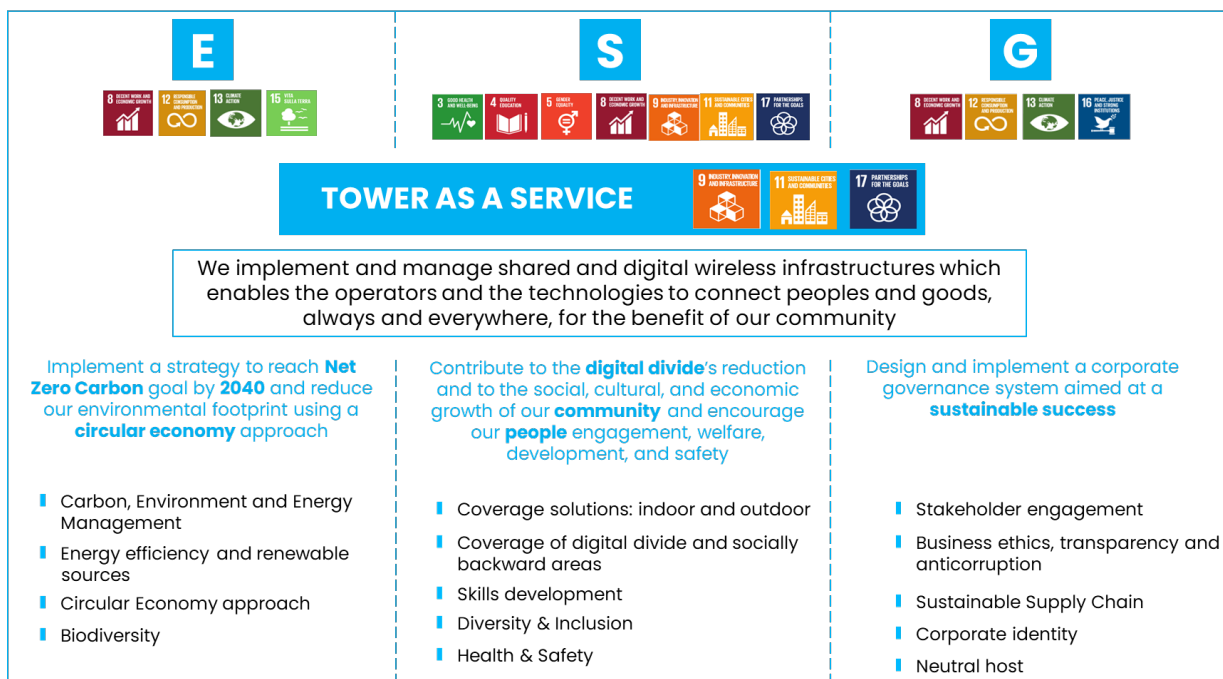 E
S
G
8 DECENT WORK AND ECONOMIC GROWTH
12 RESPONSIBLE CONSUMPTION AND PRODUCTION
13 CLIMATE ACTION
15 VITA SULLA TERRA
3 GOOD HEALTH AND WELL-BEING
4 QUALITY EDUCATION
5 GENDER EQUALITY
8 DECENT WORK AND ECONOMIC GROWTH
9 INDUSTRY, INNOVATION AND INFRASTRUCTURE
11 SUSTAINABLE CITIES AND COMMUNITIES
17 PARTNERSHIPS FOR THE GOALS
8 DECENT WORK AND ECONOMIC GROWTH
12 RESPONSIBLE CONSUMPTION AND PRODUCTION
13 CLIMATE ACTION
16 PEACE, JUSTICE AND STRONG INSTITUTIONS
TOWER AS A SERVICE
9 INDUSTRY, INNOVATION AND INFRASTRUCTURE
11 SUSTAINABLE CITIES AND COMMUNITIES
17 PARTNERSHIPS FOR THE GOALS
We implement and manage shared and digital wireless infrastructures which
enables the operators and the technologies to connect peoples and goods,
always and everywhere, for the benefit of our community
Implement a strategy to reach Net
Zero Carbon goal by 2040 and reduce
our environmental footprint using a
circular economy approach
Carbon, Environment and Energy
Management
Energy efficiency and renewable
sources
Circular Economy approach
Biodiversity
Contribute to the digital divide's reduction
and to the social, cultural, and economic
growth of our community and encourage
our people engagement, welfare,
development, and safety
Coverage solutions: indoor and outdoor
Coverage of digital divide and socially
backward areas
Skills development
Diversity & Inclusion
Health & Safety
Design and implement a corporate
governance system aimed at a
sustainable success
Stakeholder engagement
Business ethics, transparency and
anticorruption
Sustainable Supply Chain
Corporate identity
Neutral host